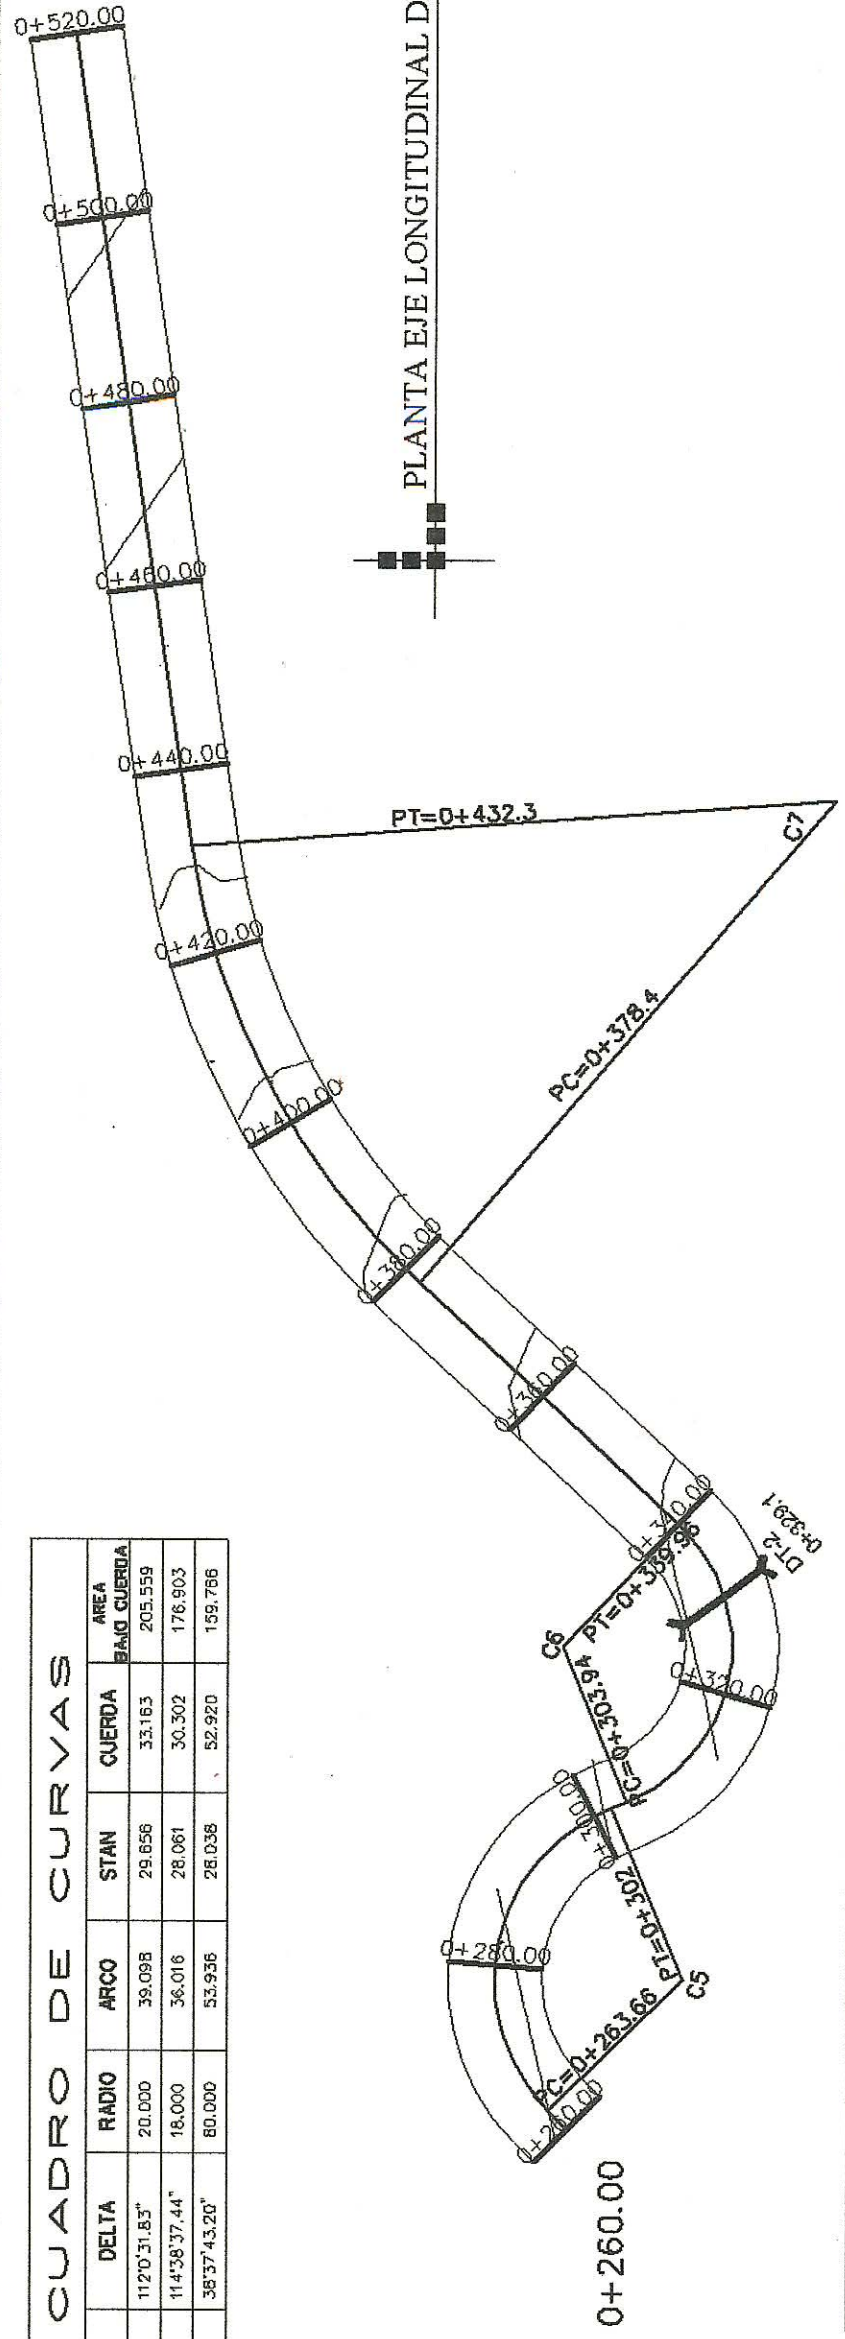 CUADRO DE CURVAS
DELTA RADIO ARCO STAN CUERDA AREA BAJO CUERDA
112°0'31.83" 20.000 39.098 29.656 33.163 205.559
114°38'37.44" 18.000 36.016 28.061 30.302 176.903
38°37'43.20" 80.000 53.936 28.038 52.920 159.766
0+260.00
0+260.00
PC=0+263.66
C5
PT=0+302
0+280.00
0+300.00
PC=0+303.94
C6
PT=0+339.96
0+320.00
DT-2
0+329.1
0+340.00
0+360.00
0+380.00
PC=0+378.4
C7
PT=0+432.3
0+400.00
0+420.00
0+440.00
0+460.00
0+480.00
0+500.00
0+520.00
PLANTA EJE LONGITUDINAL D